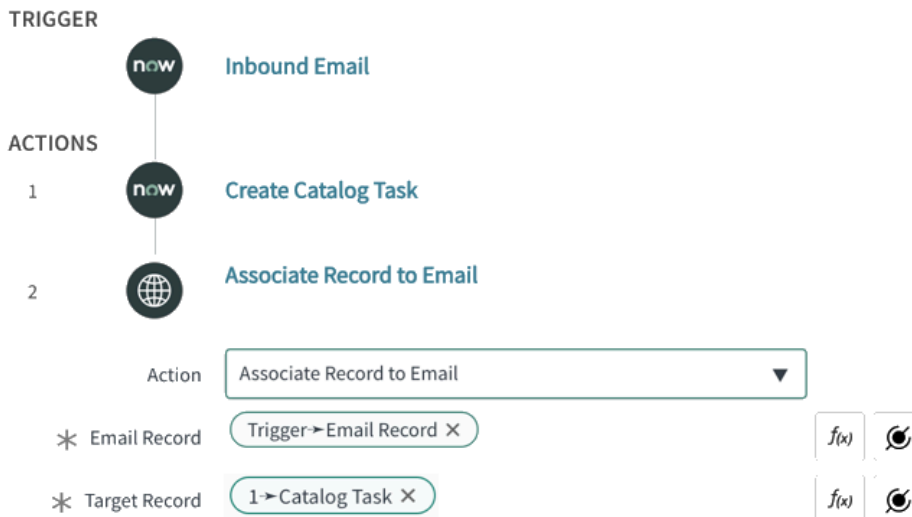 TRIGGER
now Inbound Email
ACTIONS
1 now Create Catalog Task
2 Associate Record to Email
Action Associate Record to Email ▼
* Email Record Trigger➛Email Record × f(x)
* Target Record 1➛Catalog Task × f(x)